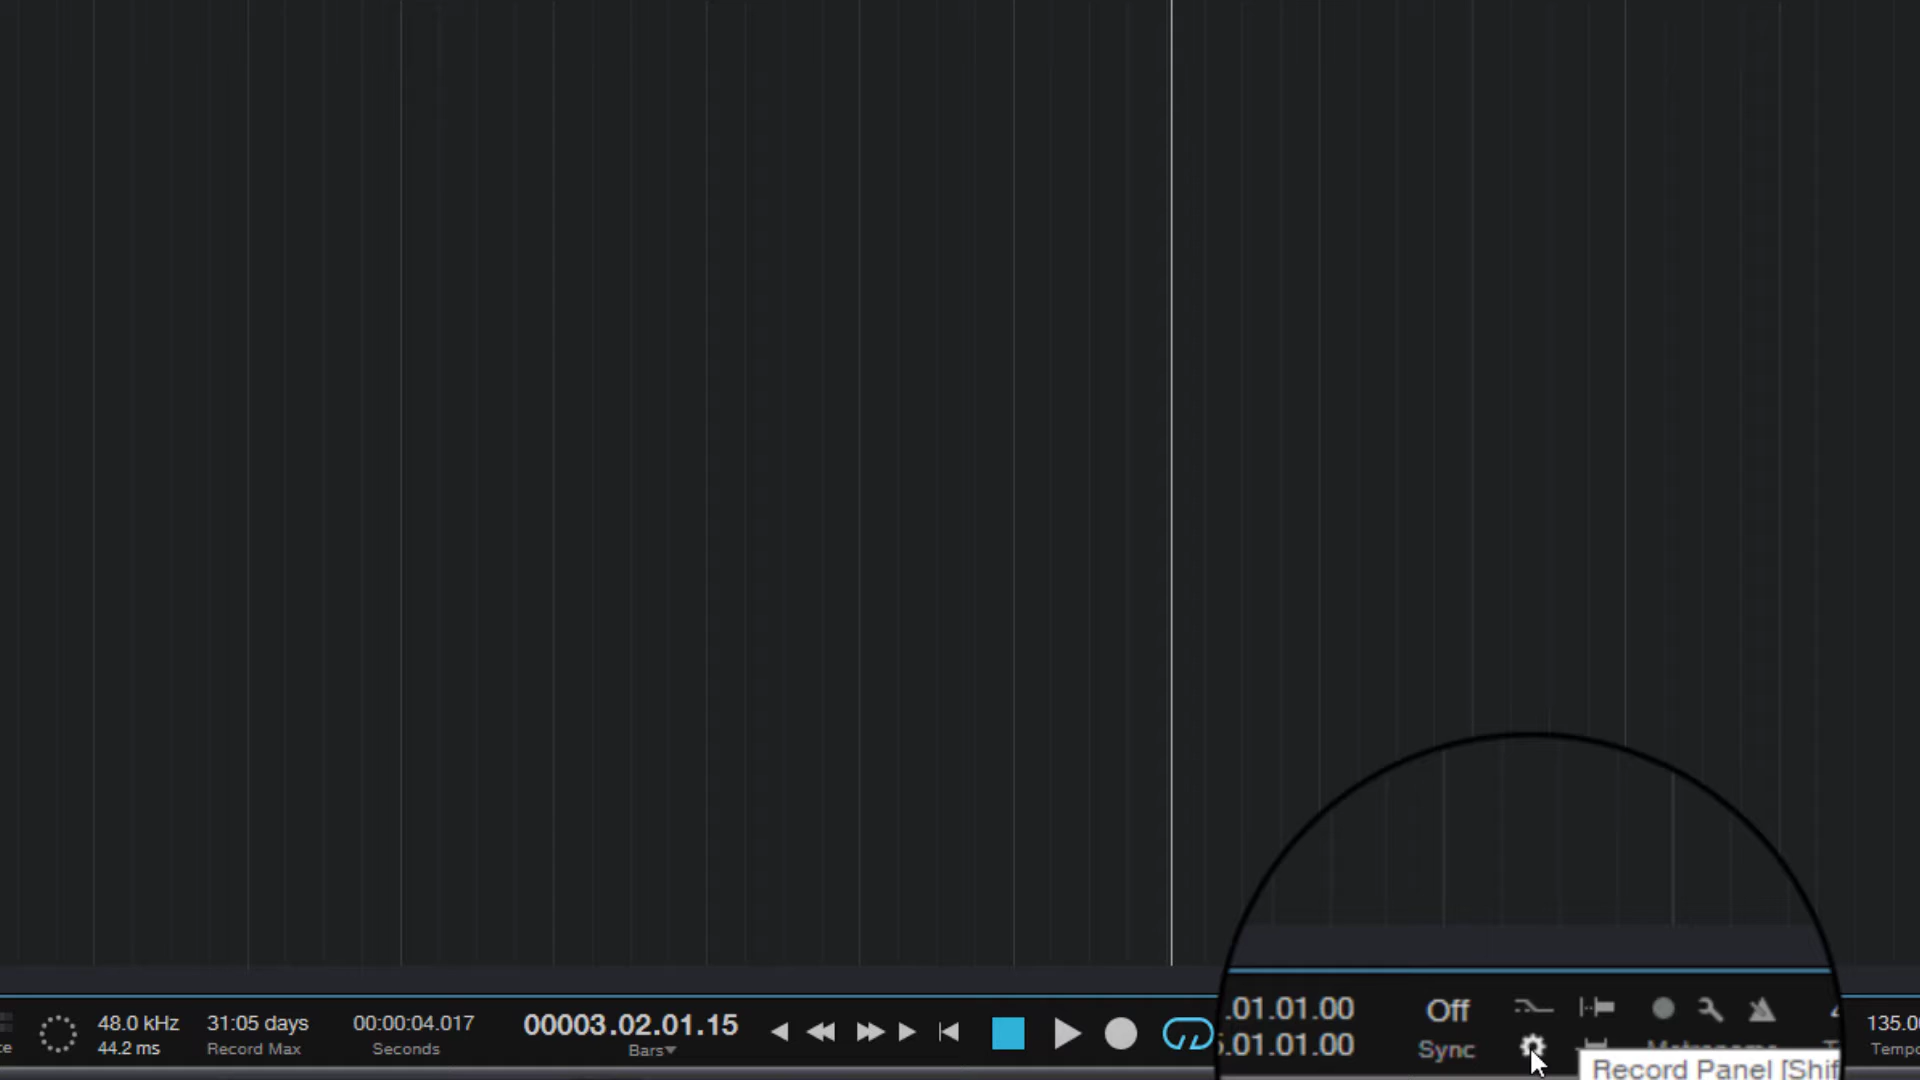 48.0 kHz
44.2 ms
31:05 days
Record Max
00:00:04.017
Seconds
00003.02.01.15
Bars
.01.01.00
.01.01.00
Off
Sync
135.0
Record Panel [Shif